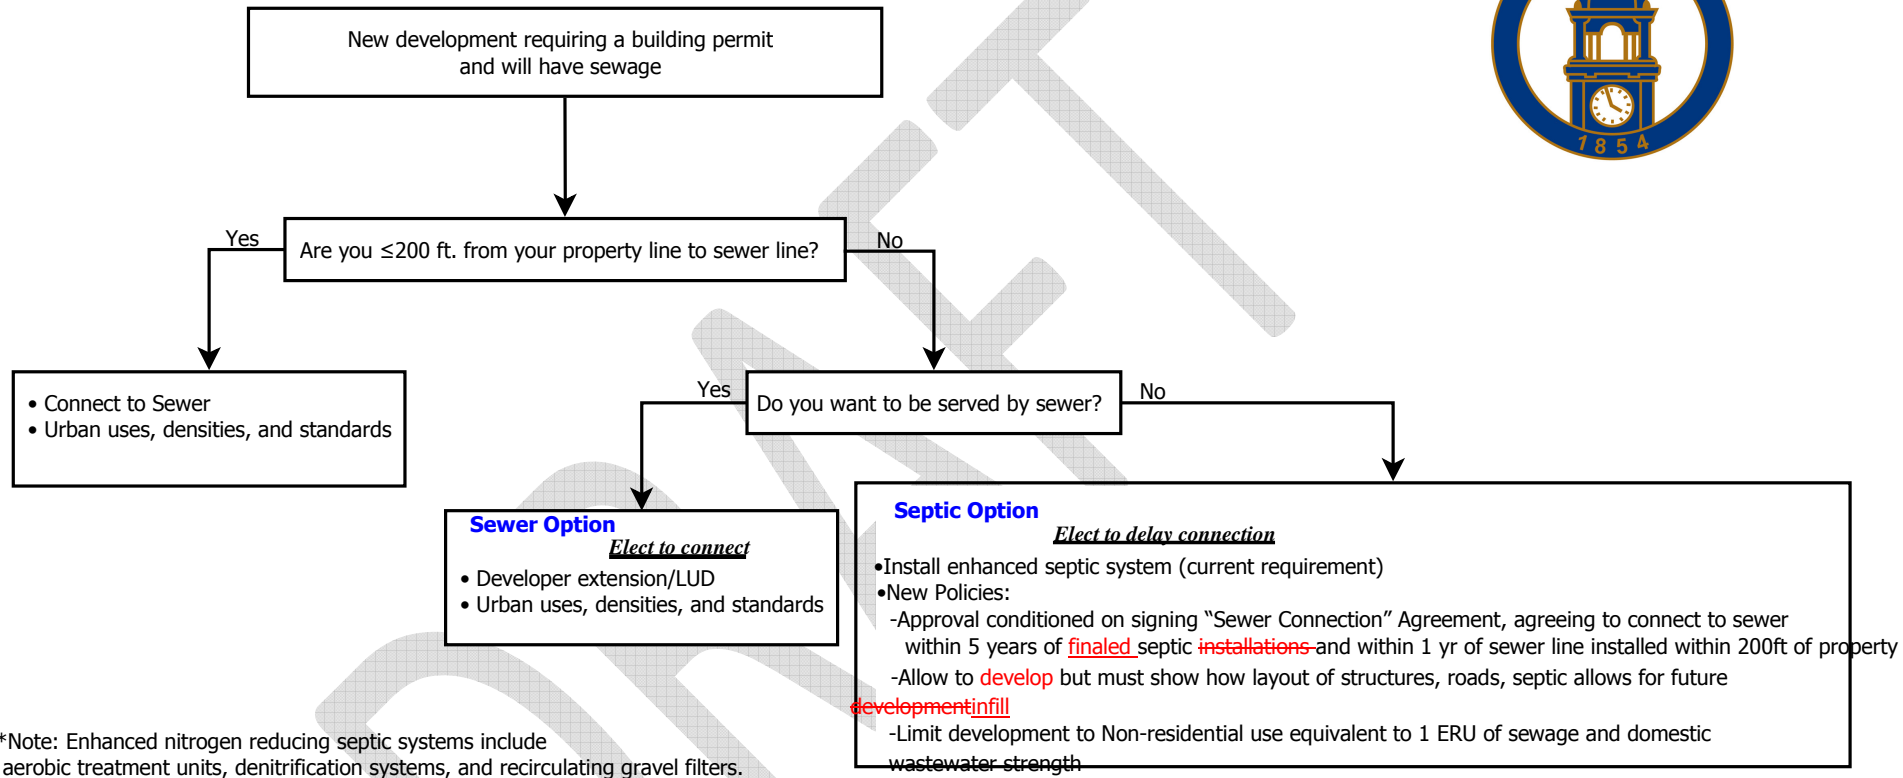 New development requiring a building permit
and will have sewage
1854
Are you ≤200 ft. from your property line to sewer line?
Yes
No
• Connect to Sewer
• Urban uses, densities, and standards
Do you want to be served by sewer?
Yes
No
Sewer Option
Elect to connect
• Developer extension/LUD
• Urban uses, densities, and standards
Septic Option
Elect to delay connection
•Install enhanced septic system (current requirement)
•New Policies:
-Approval conditioned on signing “Sewer Connection” Agreement, agreeing to connect to sewer
within 5 years of finaled septic installations and within 1 yr of sewer line installed within 200ft of property
-Allow to develop but must show how layout of structures, roads, septic allows for future
developmentinfill
-Limit development to Non-residential use equivalent to 1 ERU of sewage and domestic
wastewater strength
*Note: Enhanced nitrogen reducing septic systems include
aerobic treatment units, denitrification systems, and recirculating gravel filters.
DRAFT